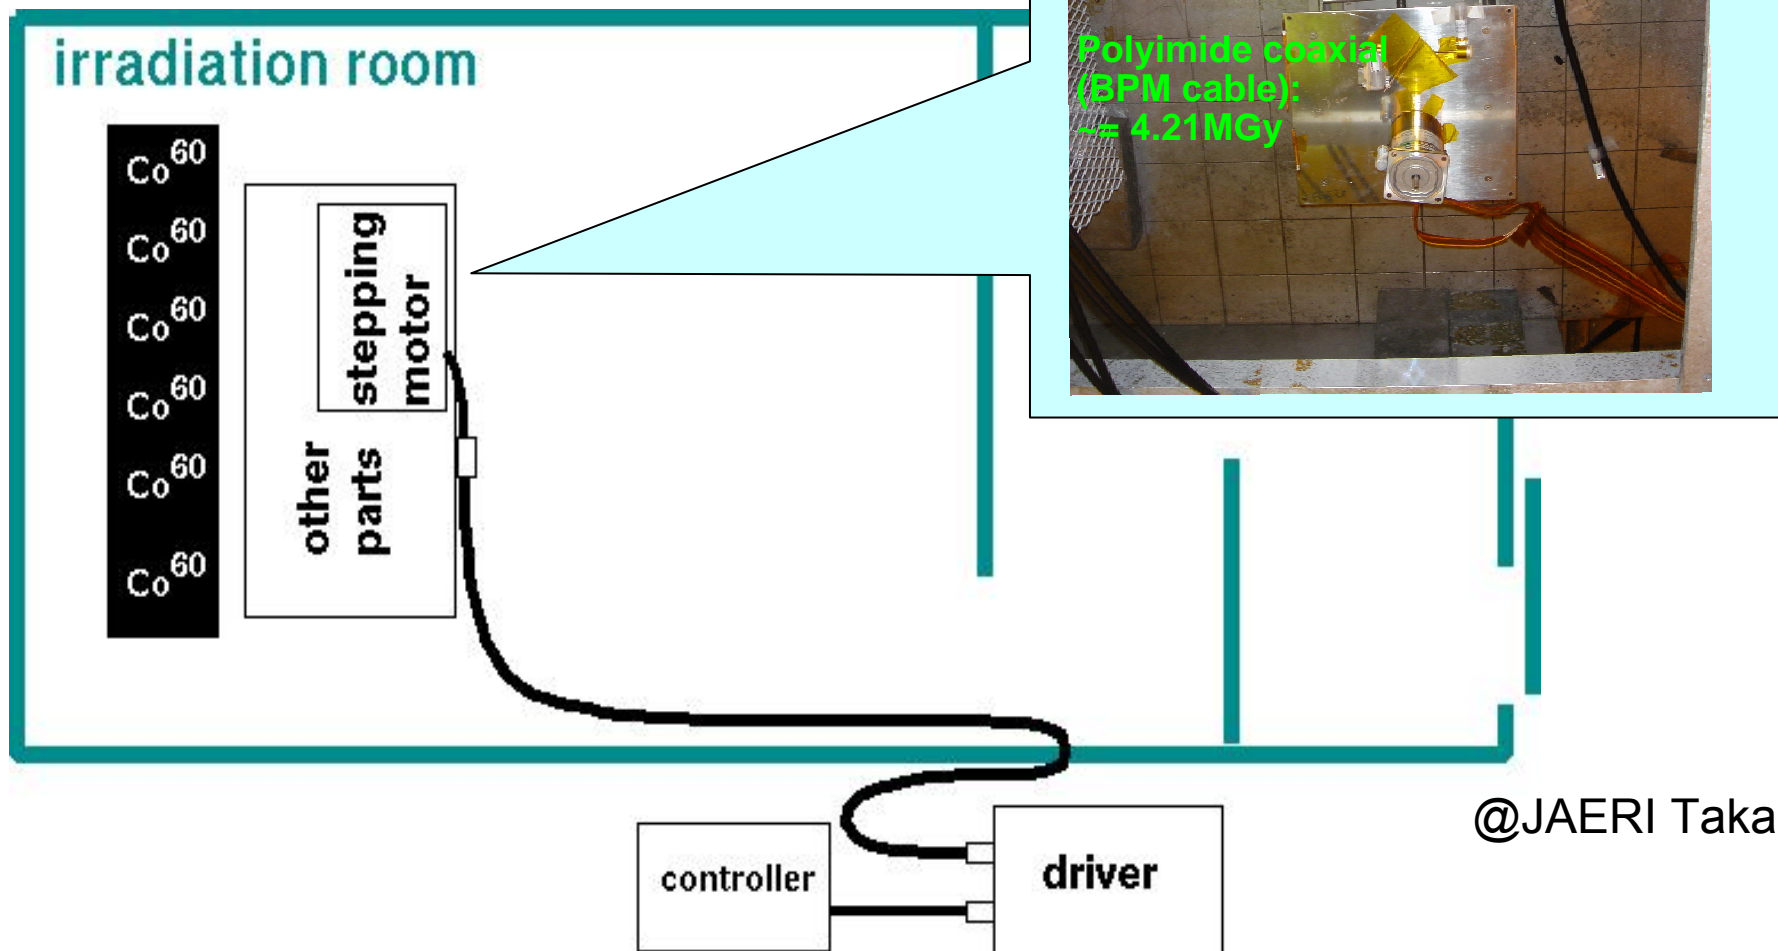 irradiation room
Polyimide coaxial
(BPM cable):
~= 4.21MGy
Co60
Co60
Co60
Co60
Co60
Co60
stepping
motor
other
parts
controller
driver
@JAERI Taka